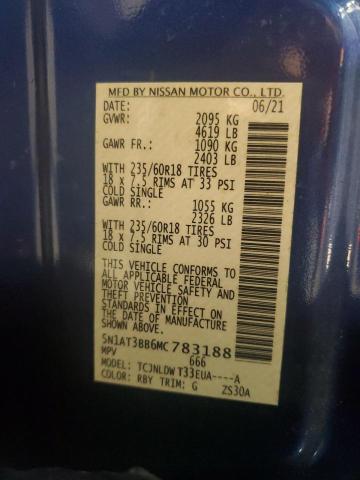 MFD BY NISSAN MOTOR CO., LTD.
DATE: 06/21
GVWR: 2095 KG
4619 LB
GAWR FR.: 1090 KG
2403 LB
WITH 235/60R18 TIRES
18 x 7.5 RIMS AT 33 PSI
COLD SINGLE
GAWR RR.: 1055 KG
2326 LB
WITH 235/60R18 TIRES
18 x 7.5 RIMS AT 30 PSI
COLD SINGLE
THIS VEHICLE CONFORMS TO
ALL APPLICABLE FEDERAL
MOTOR VEHICLE SAFETY AND
THEFT PREVENTION
STANDARDS IN EFFECT ON
THE DATE OF MANUFACTURE
SHOWN ABOVE.
5N1AT3BB6MC783188
MPV 666
MODEL: TCJNLDW T33EUA----A
COLOR: RBY TRIM: G ZS30A